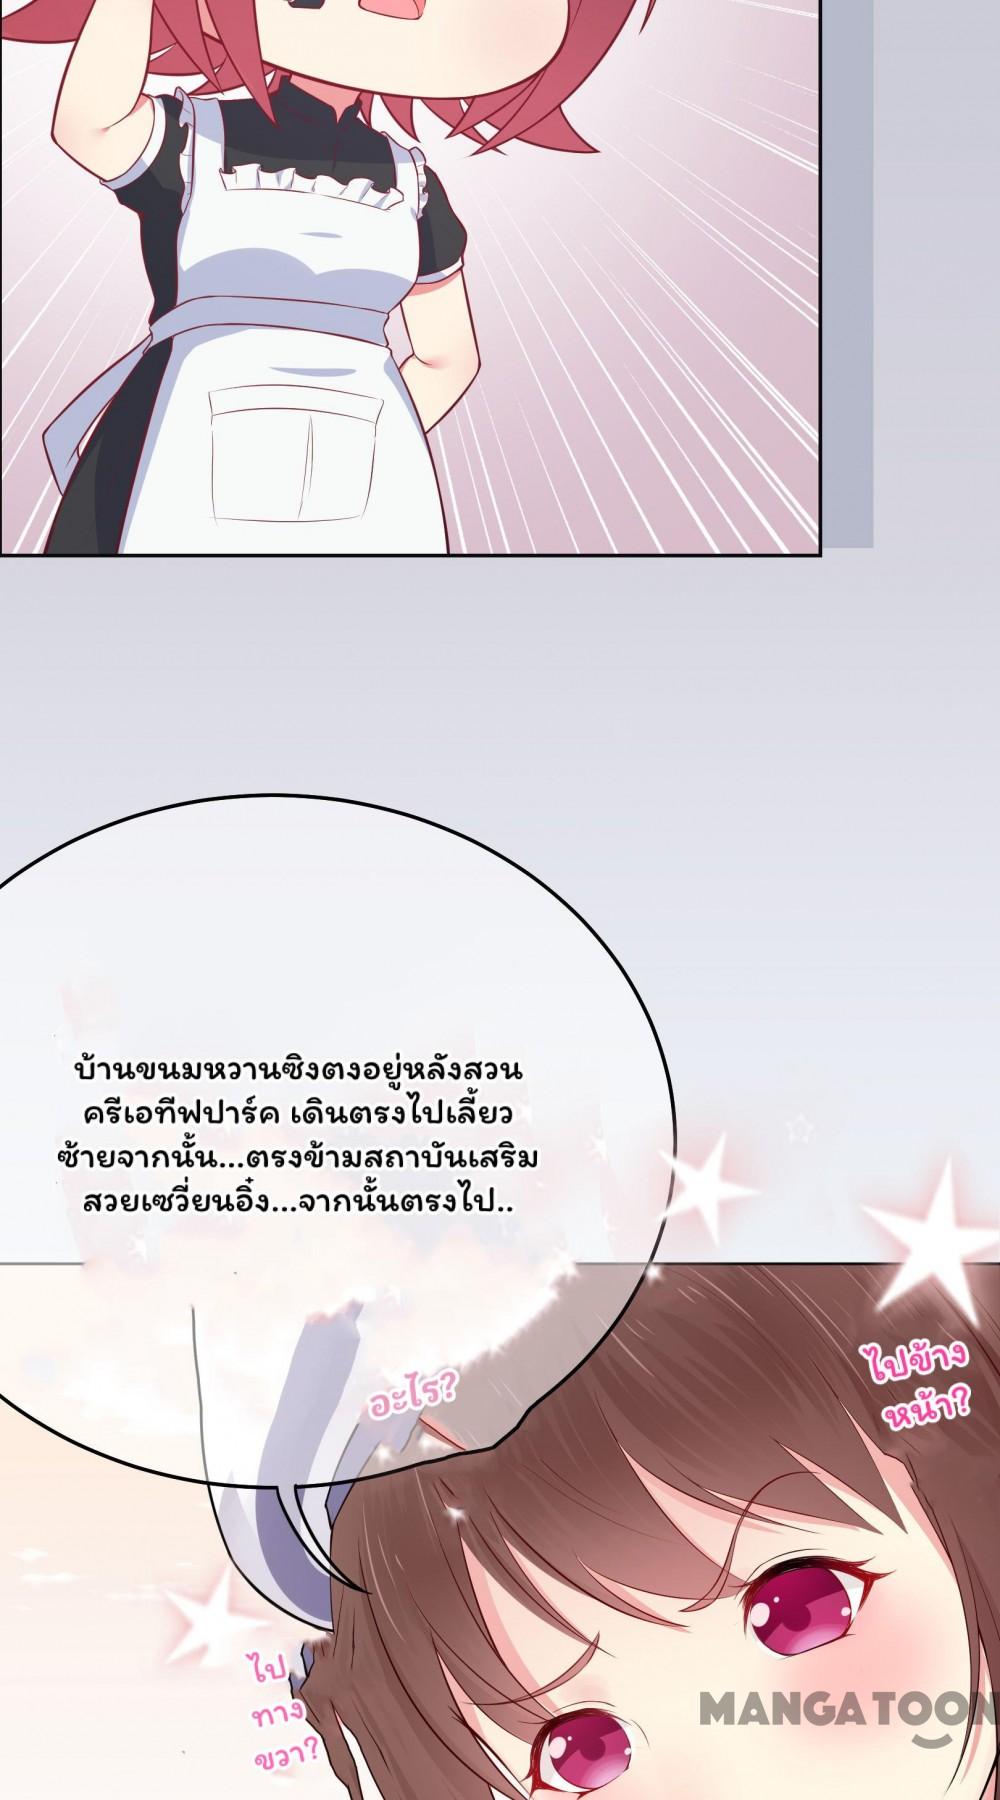 บ้านขนมหวานซิงตงอยู่หลังสวน
ครีเอทีฟปาร์ค เดินตรงไปเลี้ยว
ซ้ายจากนั้น...ตรงข้ามสถาบันเสริม
สวยเซวี่ยนอิ๋ง...จากนั้นตรงไป..
ไปข้าง
หน้า?
อะไร?
ไป
ทาง
ขวา?
MANGATOON